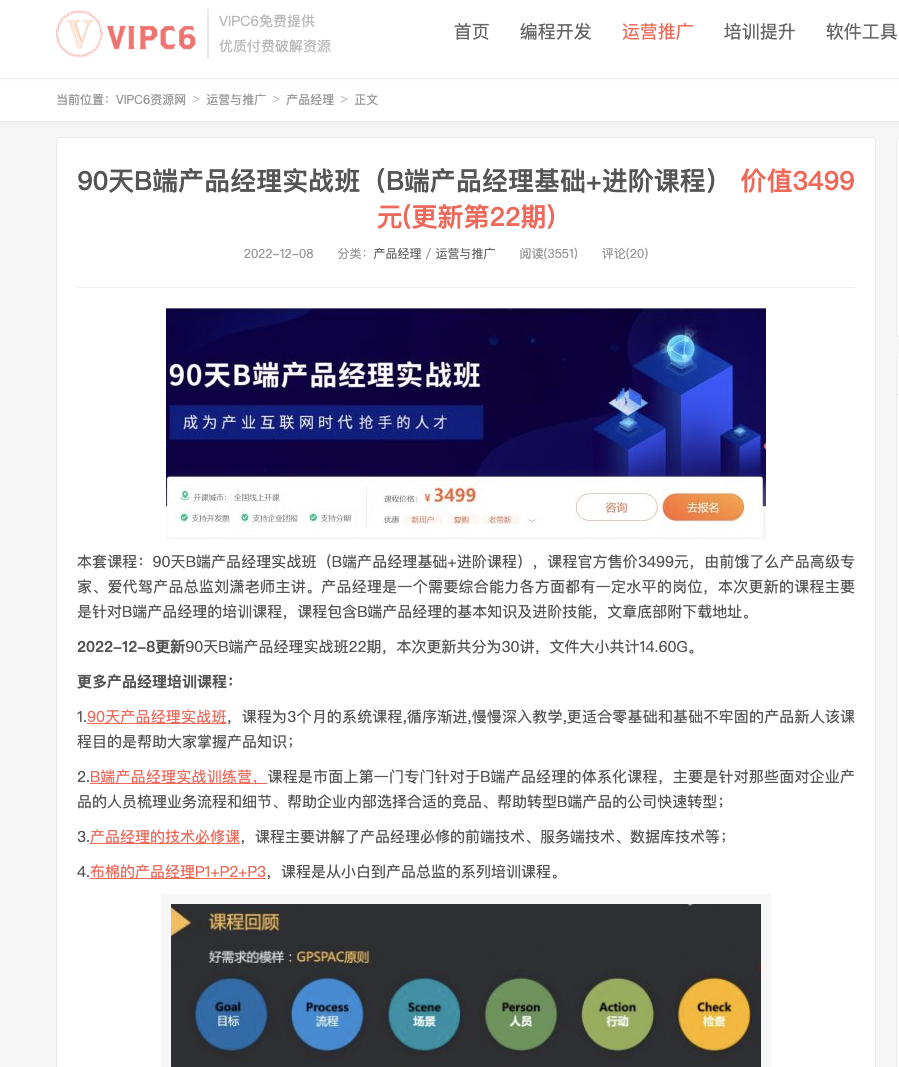 VIPC6
VIPC6免费提供
优质付费破解资源
首页 编程开发 运营推广 培训提升 软件工具
当前位置：VIPC6资源网 > 运营与推广 > 产品经理 > 正文
90天B端产品经理实战班（B端产品经理基础+进阶课程） 价值3499
元(更新第22期)
2022-12-08 分类：产品经理 / 运营与推广 阅读(3551) 评论(20)
90天B端产品经理实战班
成为产业互联网时代抢手的人才
开课城市： 全国线上开课
支持开发票 支持企业团报 支持分期
课程价格： ¥ 3499
优惠 新用户 复购 老带新
咨询 去报名
本套课程：90天B端产品经理实战班（B端产品经理基础+进阶课程），课程官方售价3499元，由前饿了么产品高级专
家、爱代驾产品总监刘潇老师主讲。产品经理是一个需要综合能力各方面都有一定水平的岗位，本次更新的课程主要
是针对B端产品经理的培训课程，课程包含B端产品经理的基本知识及进阶技能，文章底部附下载地址。
2022-12-8更新90天B端产品经理实战班22期，本次更新共分为30讲，文件大小共计14.60G。
更多产品经理培训课程：
1.90天产品经理实战班，课程为3个月的系统课程,循序渐进,慢慢深入教学,更适合零基础和基础不牢固的产品新人该课
程目的是帮助大家掌握产品知识；
2.B端产品经理实战训练营，课程是市面上第一门专门针对于B端产品经理的体系化课程，主要是针对那些面对企业产
品的人员梳理业务流程和细节、帮助企业内部选择合适的竞品、帮助转型B端产品的公司快速转型；
3.产品经理的技术必修课，课程主要讲解了产品经理必修的前端技术、服务端技术、数据库技术等；
4.布棉的产品经理P1+P2+P3，课程是从小白到产品总监的系列培训课程。
课程回顾
好需求的模样：GPSPAC原则
Goal Process Scene Person Action Check
目标 流程 场景 人员 行动 检查